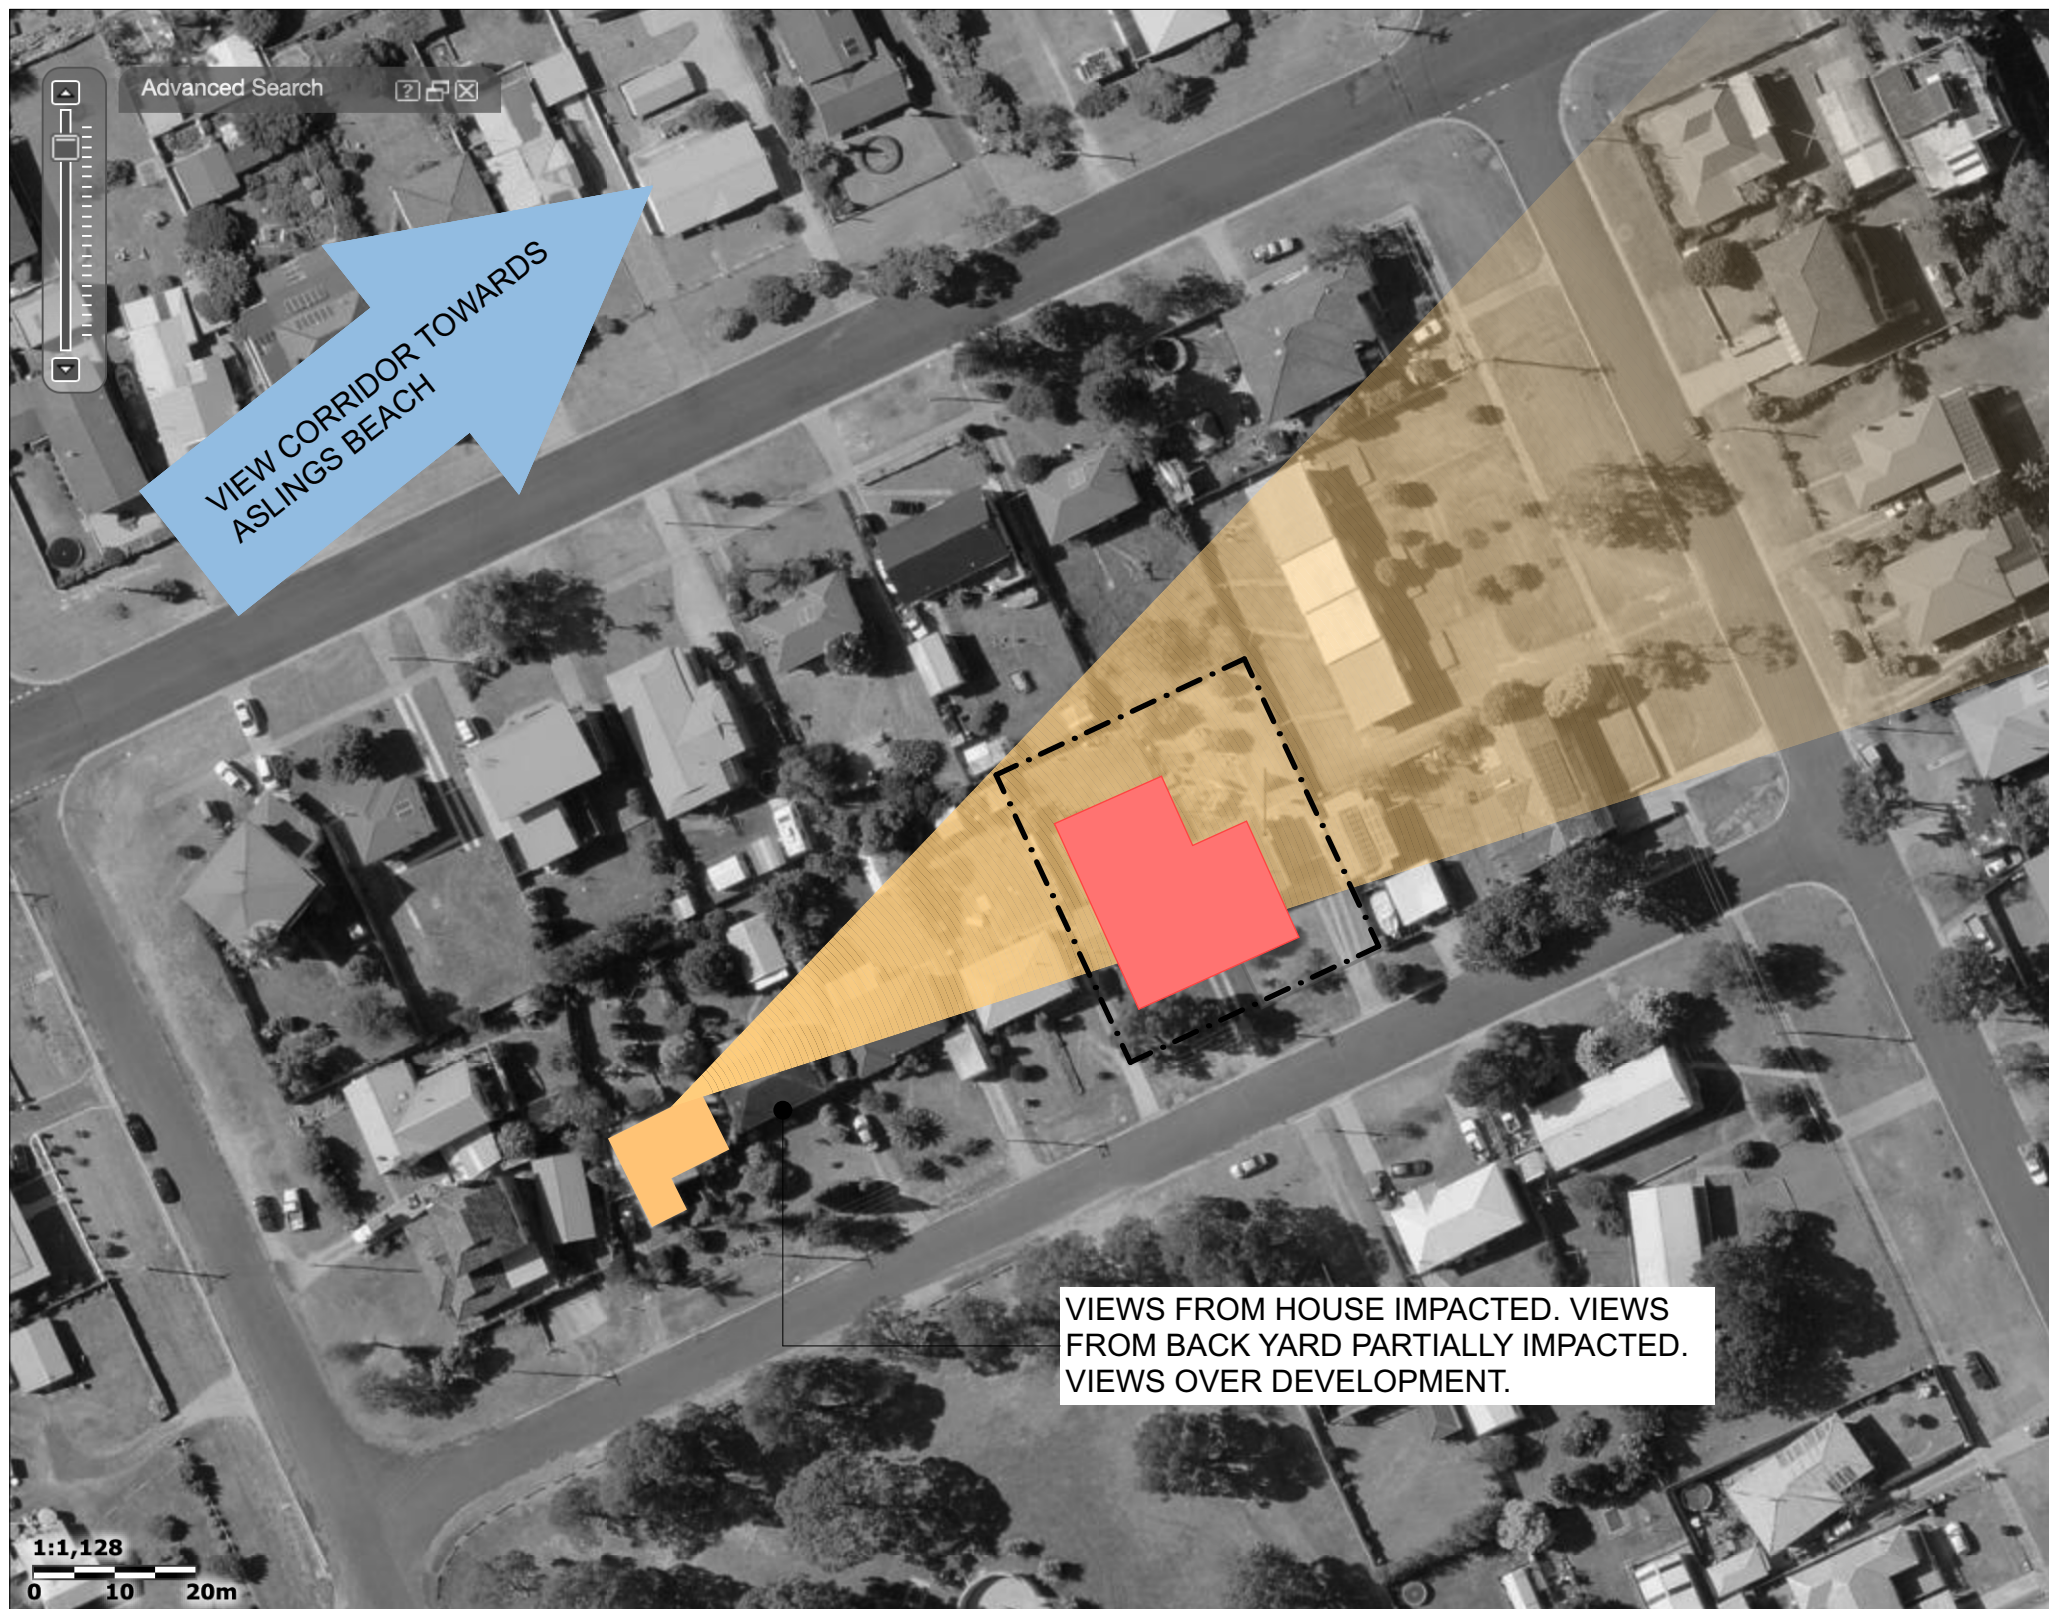 Advanced Search
VIEW CORRIDOR TOWARDS
ASLINGS BEACH
VIEWS FROM HOUSE IMPACTED. VIEWS
FROM BACK YARD PARTIALLY IMPACTED.
VIEWS OVER DEVELOPMENT.
1:1,128
0 10 20m